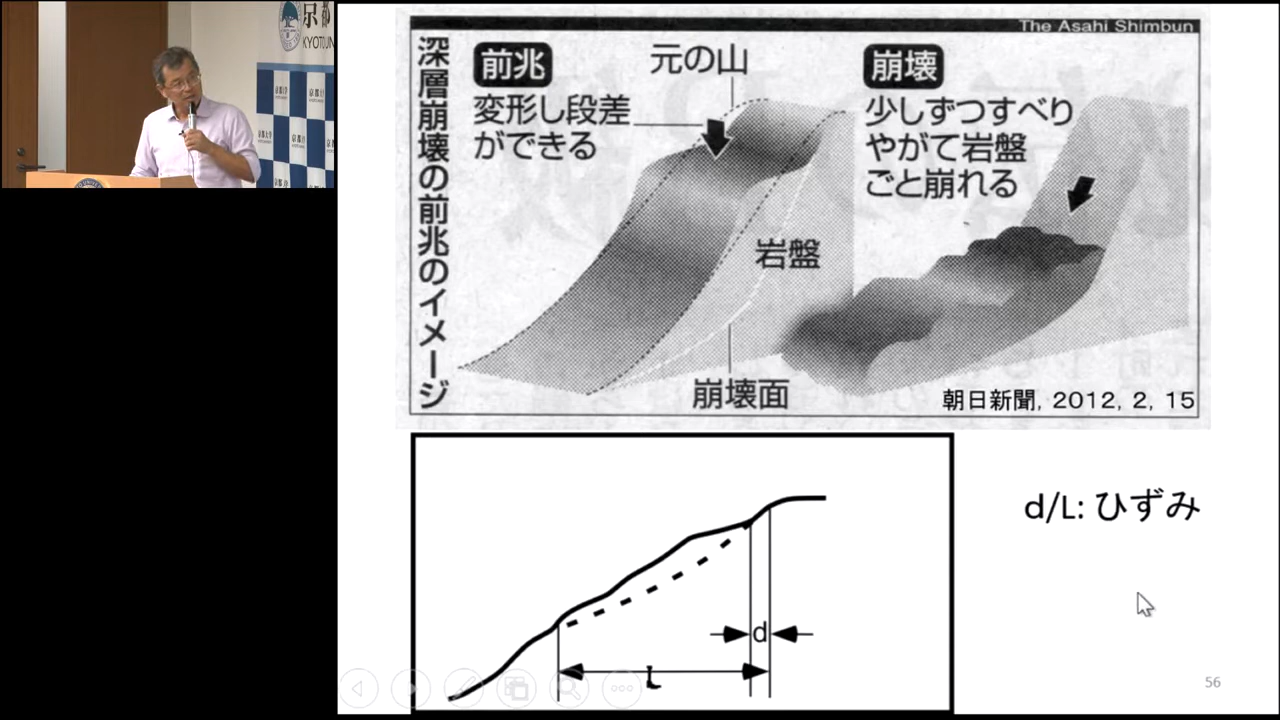 京都
KYOTO UN
The Asahi Shimbun
深層崩壊の前兆のイメージ
前兆
変形し段差
ができる
元の山
岩盤
崩壊面
崩壊
少しずつすべり
やがて岩盤
ごと崩れる
朝日新聞, 2012, 2, 15
d
L
d/L: ひずみ
56